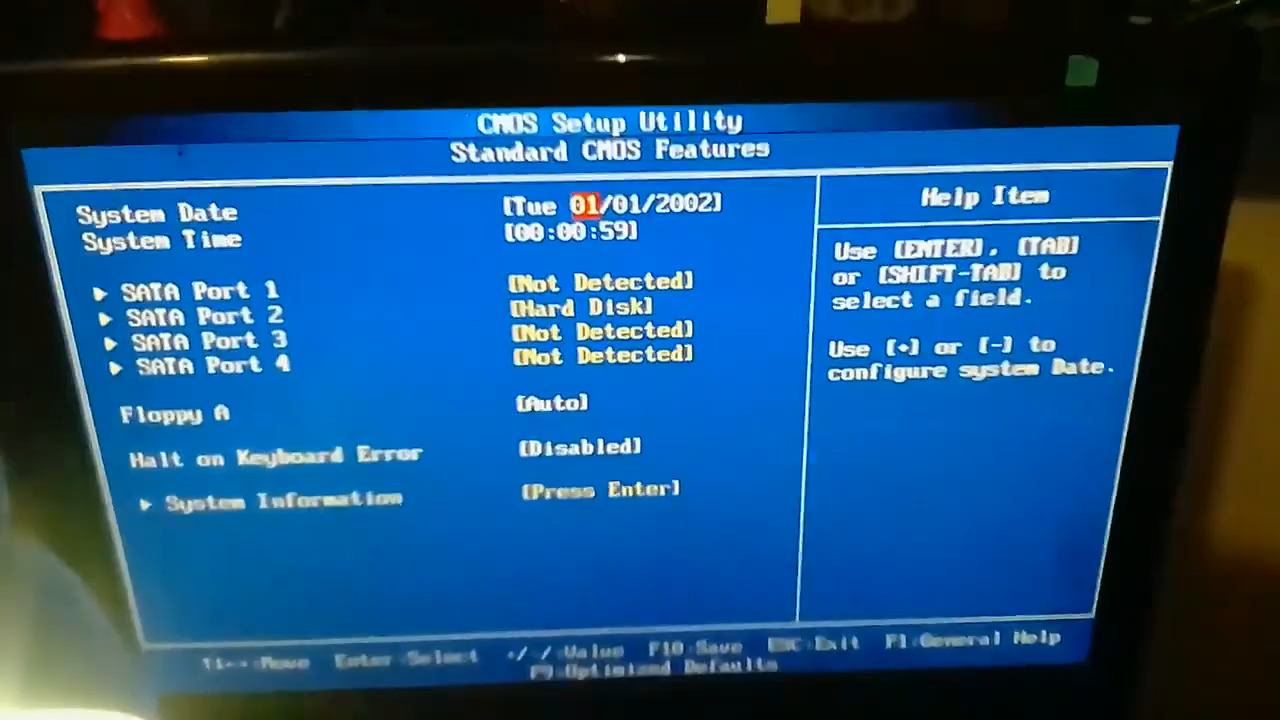 CMOS Setup Utility
Standard CMOS Features
System Date [Tue 01/01/2002]
System Time [00:00:59]
▶ SATA Port 1 [Not Detected]
▶ SATA Port 2 [Hard Disk]
▶ SATA Port 3 [Not Detected]
▶ SATA Port 4 [Not Detected]
Floppy A [Auto]
Halt on Keyboard Error [Disabled]
▶ System Information [Press Enter]
Help Item
Use [ENTER], [TAB]
or [SHIFT-TAB] to
select a field.
Use [+] or [-] to
configure system Date.
:Move Enter:Select +/-/:Value F10:Save ESC:Exit F1:General Help
F9:Optimized Defaults